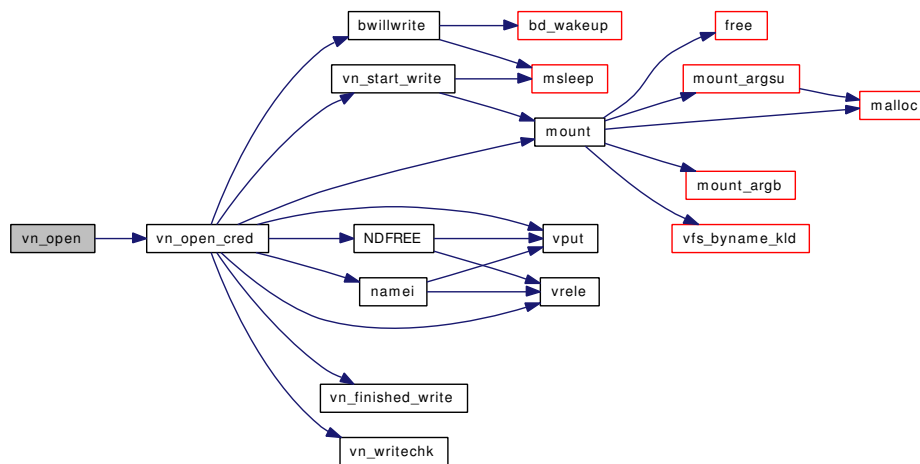 bwillwrite
bd_wakeup
free
vn_start_write
msleep
mount_argsu
malloc
mount
mount_argb
vn_open
vn_open_cred
NDFREE
vput
vfs_byname_kld
namei
vrele
vn_finished_write
vn_writechk